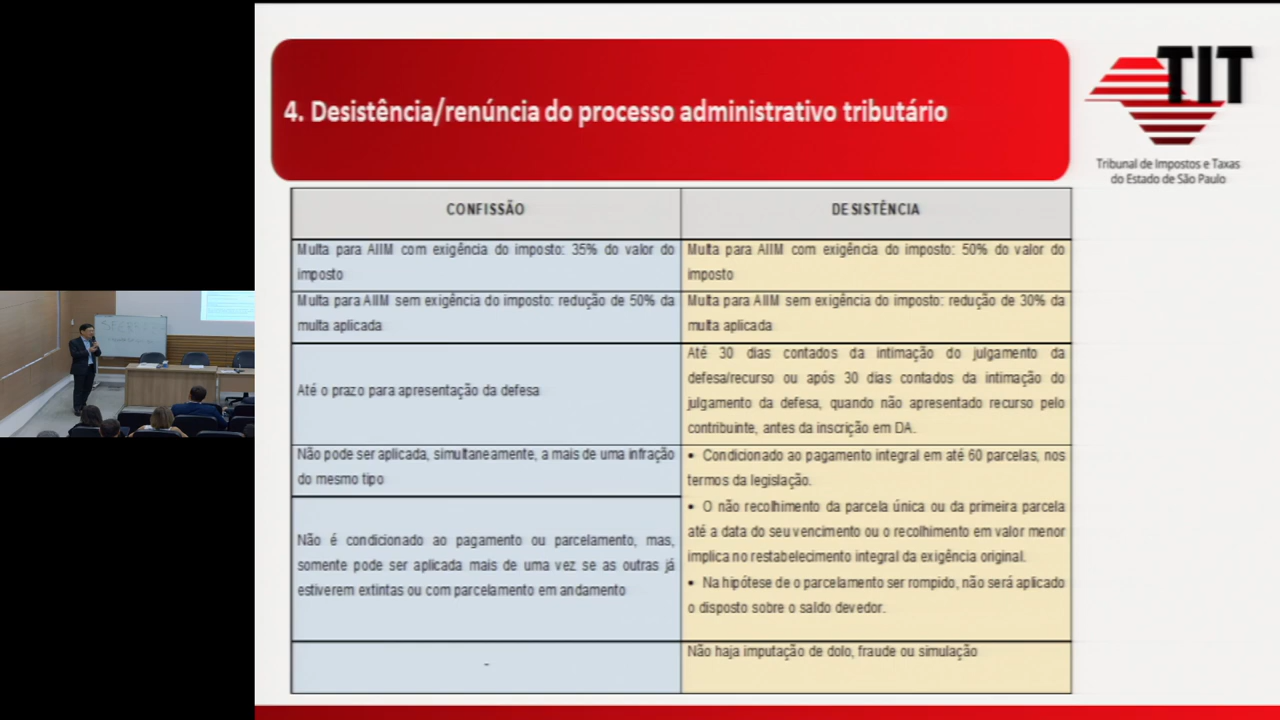 4. Desistência/renúncia do processo administrativo tributário
TIT
Tribunal de Impostos e Taxas
do Estado de São Paulo
CONFISSÃO
DESISTÊNCIA
Multa para AIIM com exigência do imposto: 35% do valor do
imposto
Multa para AIIM com exigência do imposto: 50% do valor do
imposto
Multa para AIIM sem exigência do imposto: redução de 50% da
multa aplicada
Multa para AIIM sem exigência do imposto: redução de 30% da
multa aplicada
Até o prazo para apresentação da defesa
Até 30 dias contados da intimação do julgamento da
defesa/recurso ou após 30 dias contados da intimação do
julgamento da defesa, quando não apresentado recurso pelo
contribuinte, antes da inscrição em DA.
Não pode ser aplicada, simultaneamente, a mais de uma infração
do mesmo tipo
Não é condicionado ao pagamento ou parcelamento, mas,
somente pode ser aplicada mais de uma vez se as outras já
estiverem extintas ou com parcelamento em andamento
• Condicionado ao pagamento integral em até 60 parcelas, nos
termos da legislação.
• O não recolhimento da parcela única ou da primeira parcela
até a data do seu vencimento ou o recolhimento em valor menor
implica no restabelecimento integral da exigência original.
• Na hipótese de o parcelamento ser rompido, não será aplicado
o disposto sobre o saldo devedor.
-
Não haja imputação de dolo, fraude ou simulação